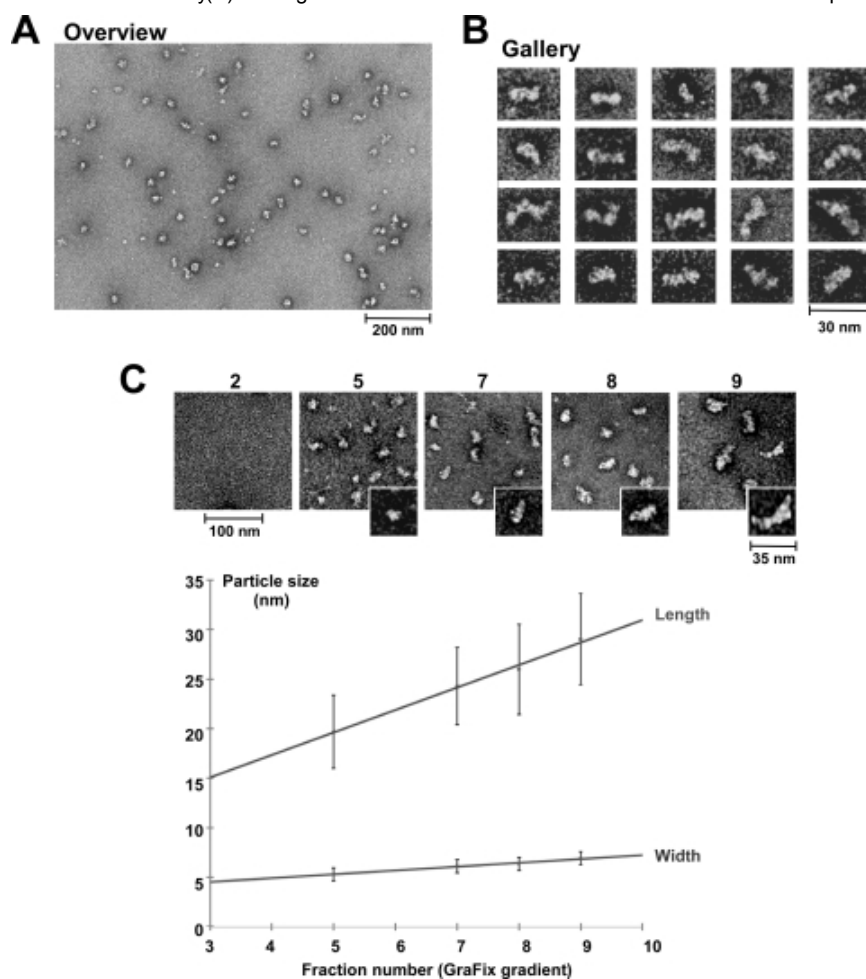 A Overview
B Gallery
200 nm
30 nm
C
2 5 7 8 9
100 nm
35 nm
Particle size
(nm)
35
30
25
20
15
10
5
0
Length
Width
3 4 5 6 7 8 9 10
Fraction number (GraFix gradient)